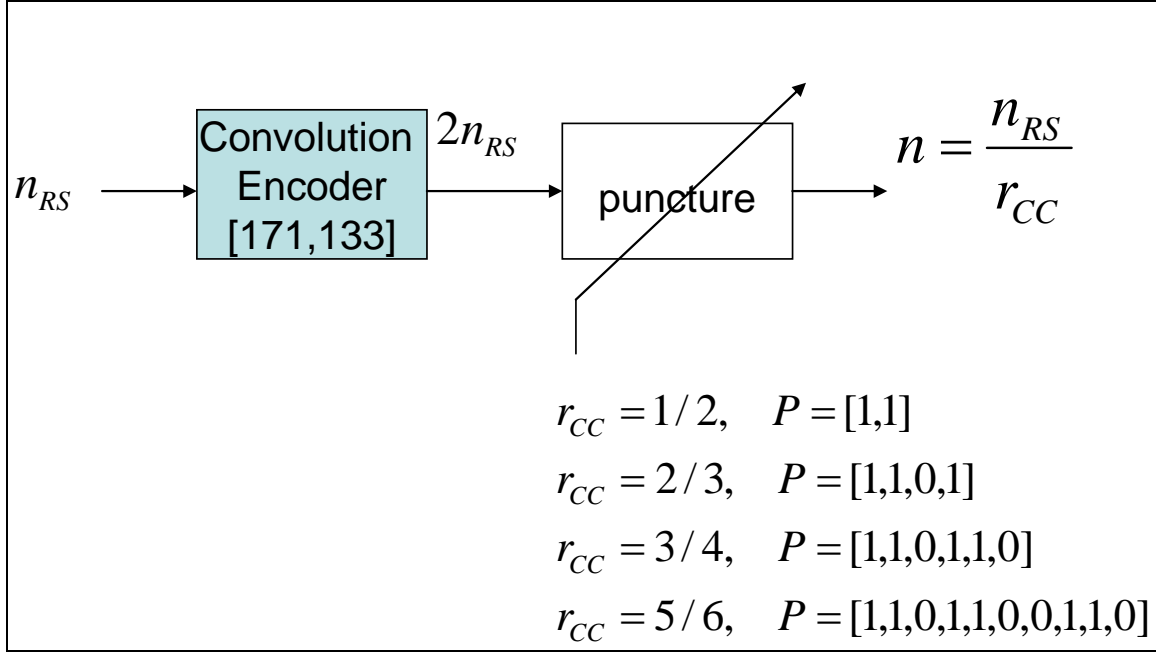 n_RS
Convolution
Encoder
[171,133]
2n_RS
puncture
n = n_RS / r_CC
r_CC = 1/2, P = [1,1]
r_CC = 2/3, P = [1,1,0,1]
r_CC = 3/4, P = [1,1,0,1,1,0]
r_CC = 5/6, P = [1,1,0,1,1,0,0,1,1,0]